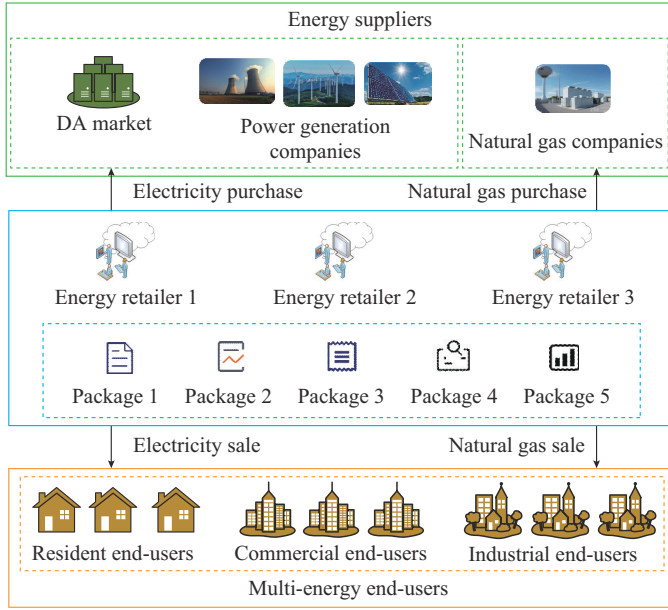 Energy suppliers
DA market
Power generation
companies
Natural gas companies
Electricity purchase
Natural gas purchase
Energy retailer 1
Energy retailer 2
Energy retailer 3
Package 1
Package 2
Package 3
Package 4
Package 5
Electricity sale
Natural gas sale
Resident end-users
Commercial end-users
Industrial end-users
Multi-energy end-users